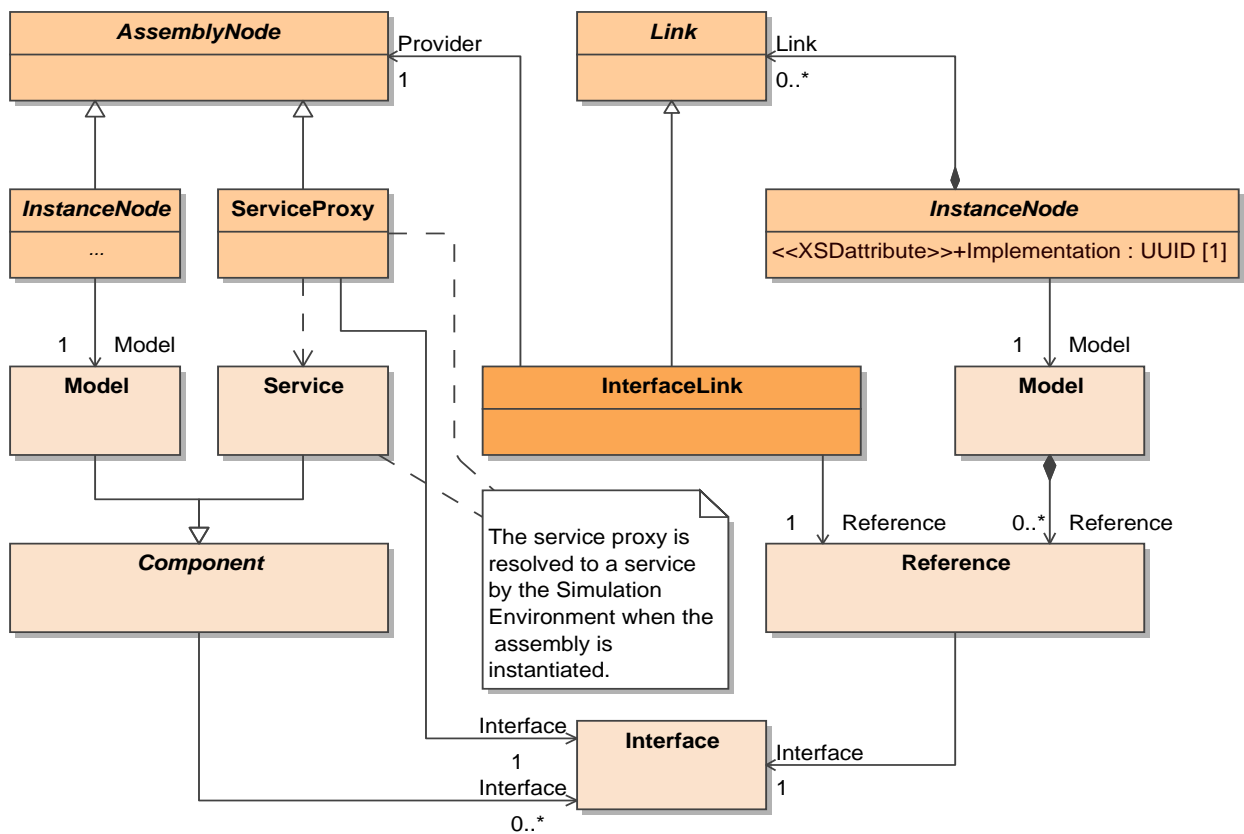 AssemblyNode
Provider
1
Link
Link
0..*
InstanceNode
...
ServiceProxy
InstanceNode
<<XSDattribute>>+Implementation : UUID [1]
1 Model
Model
Service
InterfaceLink
1 Model
Model
Component
The service proxy is
resolved to a service
by the Simulation
Environment when the
assembly is
instantiated.
1 Reference
0..* Reference
Reference
Interface
1
Interface
0..*
Interface
Interface
1